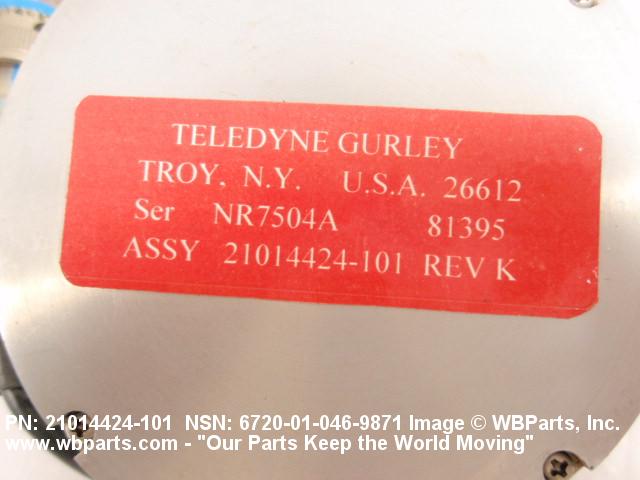 TELEDYNE GURLEY
TROY, N.Y. U.S.A. 26612
Ser NR7504A 81395
ASSY 21014424-101 REV K
PN: 21014424-101 NSN: 6720-01-046-9871 Image © WBParts, Inc.
www.wbparts.com - "Our Parts Keep the World Moving"